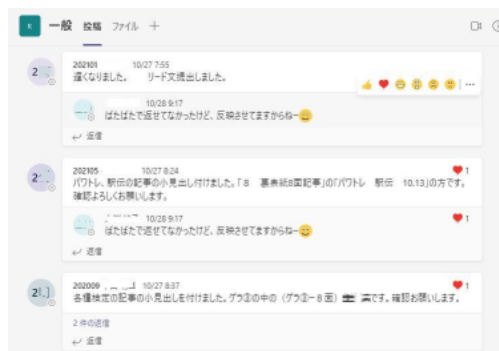 一般 投稿 ファイル +
202101 10/27 7:55
遅くなりました。 リード文提出しました。
10/28 9:17
ばたばたで返せてなかったけど、反映させてますからね〜
返信
202105 10/27 8:24
1
パワトレ、駅伝の記事の小見出し付けました。「8 裏表紙8面記事」の「パワトレ 駅伝 10.13」の方です。
確認よろしくお願いします。
10/28 9:17
1
ばたばたで返せてなかったけど、反映させてますからね〜
返信
202009 10/27 8:37
1
各種検定の記事の小見出しを付けました。ゲラ②の中の（ゲラ②-8面） です。確認お願いします。
2 件の返信
返信